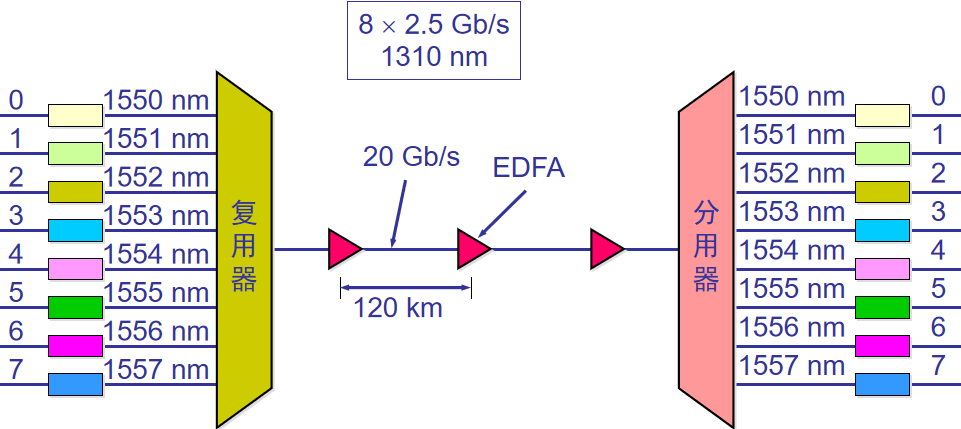 8 × 2.5 Gb/s
1310 nm
0
1550 nm
1
1551 nm
2
1552 nm
3
1553 nm
4
1554 nm
5
1555 nm
6
1556 nm
7
1557 nm
复用器
20 Gb/s
EDFA
120 km
分用器
1550 nm
0
1551 nm
1
1552 nm
2
1553 nm
3
1554 nm
4
1555 nm
5
1556 nm
6
1557 nm
7